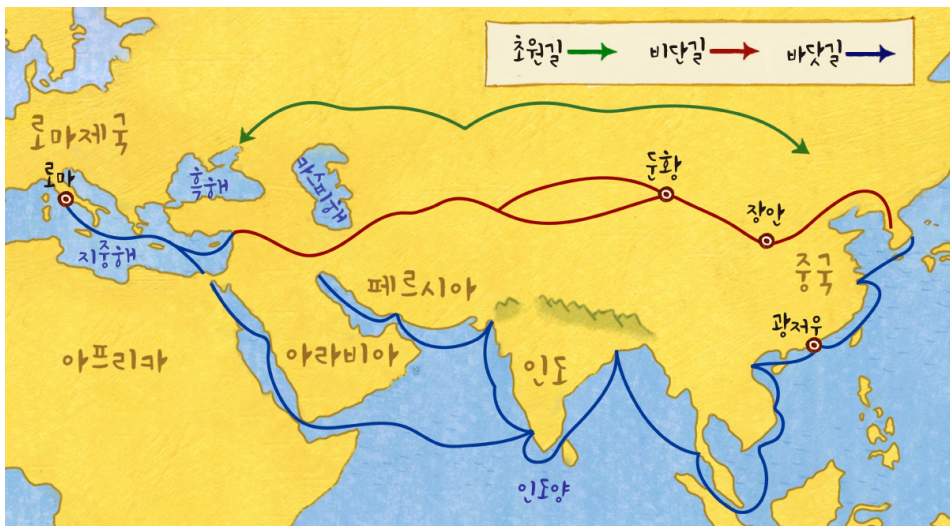 초원길 비단길 바닷길
로마제국
로마
흑해
카스피해
둔황
장안
지중해
중국
페르시아
광저우
아프리카
아라비아
인도
인도양